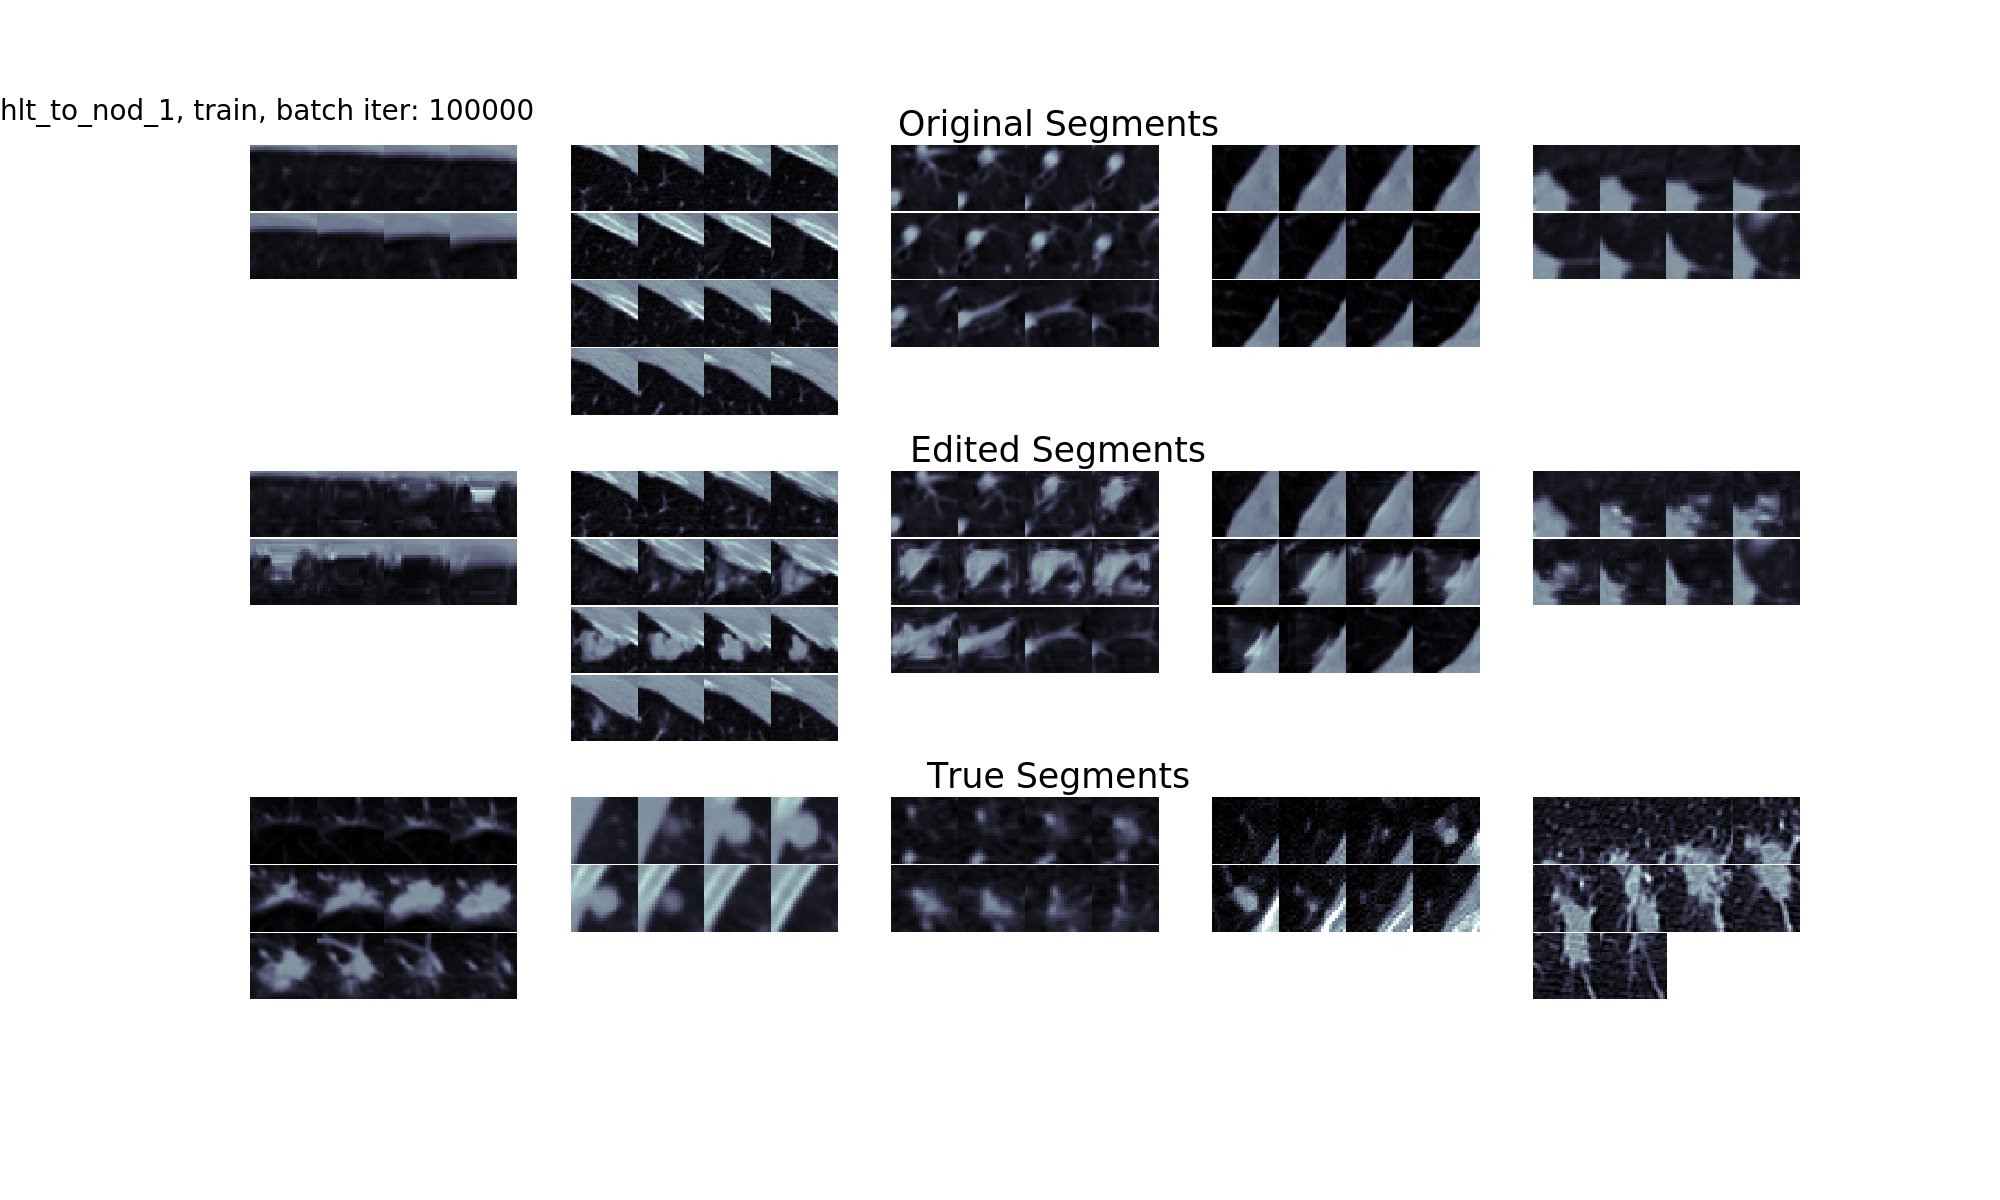 hlt_to_nod_1, train, batch iter: 100000
Original Segments
Edited Segments
True Segments